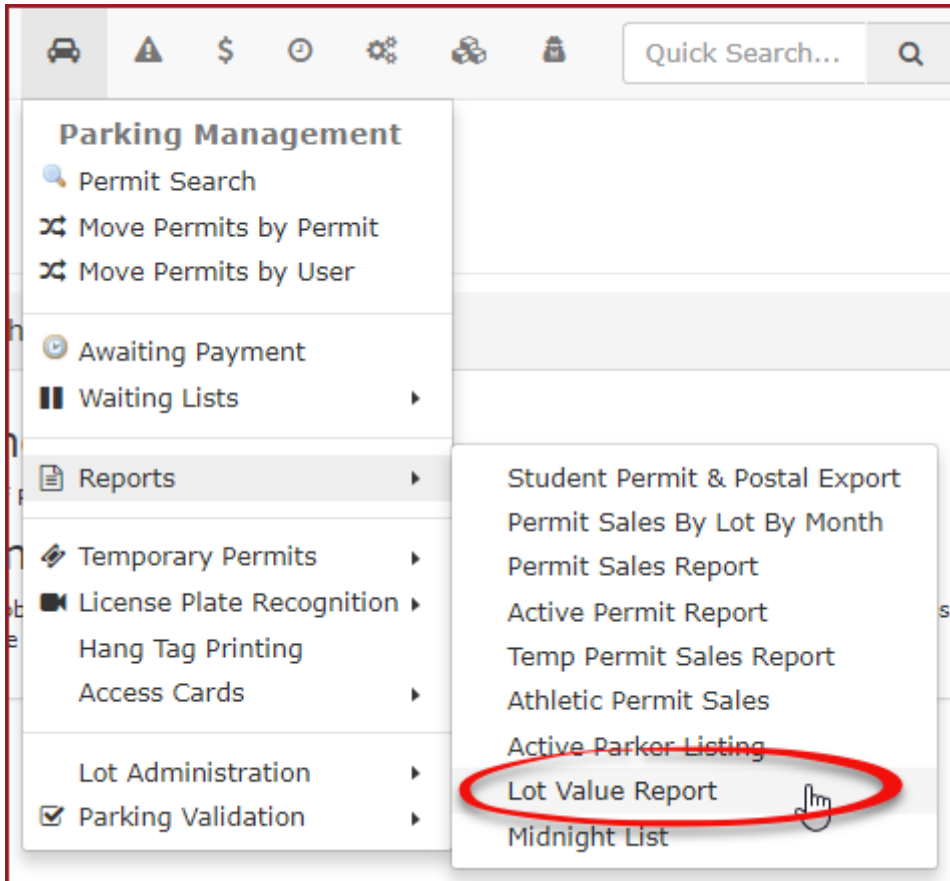 Quick Search...
Parking Management
Permit Search
Move Permits by Permit
Move Permits by User
Awaiting Payment
Waiting Lists
Reports
Student Permit & Postal Export
Permit Sales By Lot By Month
Permit Sales Report
Active Permit Report
Temp Permit Sales Report
Athletic Permit Sales
Active Parker Listing
Lot Value Report
Midnight List
Temporary Permits
License Plate Recognition
Hang Tag Printing
Access Cards
Lot Administration
Parking Validation